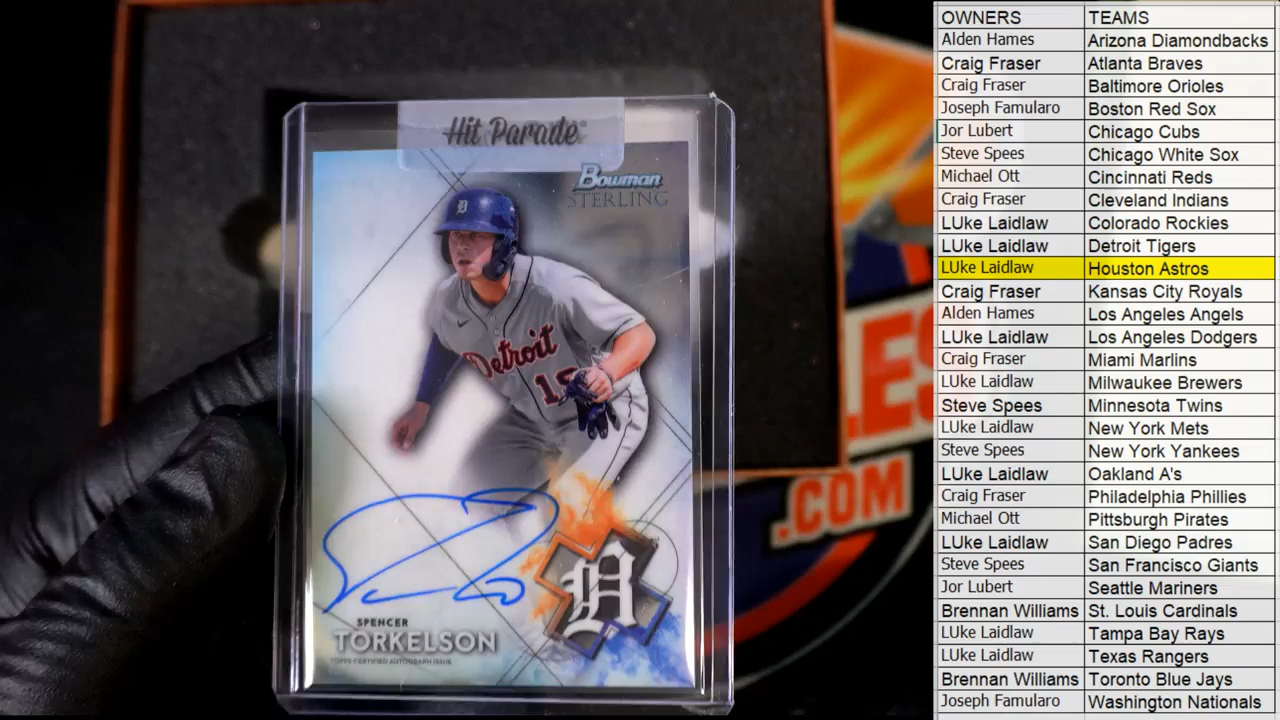 Hit Parade®
Bowman
STERLING
D
Detroit
D
SPENCER
TORKELSON
TOPPS CERTIFIED AUTOGRAPH ISSUE
LES
.COM
OWNERS TEAMS
Alden Hames Arizona Diamondbacks
Craig Fraser Atlanta Braves
Craig Fraser Baltimore Orioles
Joseph Famularo Boston Red Sox
Jor Lubert Chicago Cubs
Steve Spees Chicago White Sox
Michael Ott Cincinnati Reds
Craig Fraser Cleveland Indians
LUke Laidlaw Colorado Rockies
LUke Laidlaw Detroit Tigers
LUke Laidlaw Houston Astros
Craig Fraser Kansas City Royals
Alden Hames Los Angeles Angels
LUke Laidlaw Los Angeles Dodgers
Craig Fraser Miami Marlins
LUke Laidlaw Milwaukee Brewers
Steve Spees Minnesota Twins
LUke Laidlaw New York Mets
Steve Spees New York Yankees
LUke Laidlaw Oakland A's
Craig Fraser Philadelphia Phillies
Michael Ott Pittsburgh Pirates
LUke Laidlaw San Diego Padres
Steve Spees San Francisco Giants
Jor Lubert Seattle Mariners
Brennan Williams St. Louis Cardinals
LUke Laidlaw Tampa Bay Rays
LUke Laidlaw Texas Rangers
Brennan Williams Toronto Blue Jays
Joseph Famularo Washington Nationals